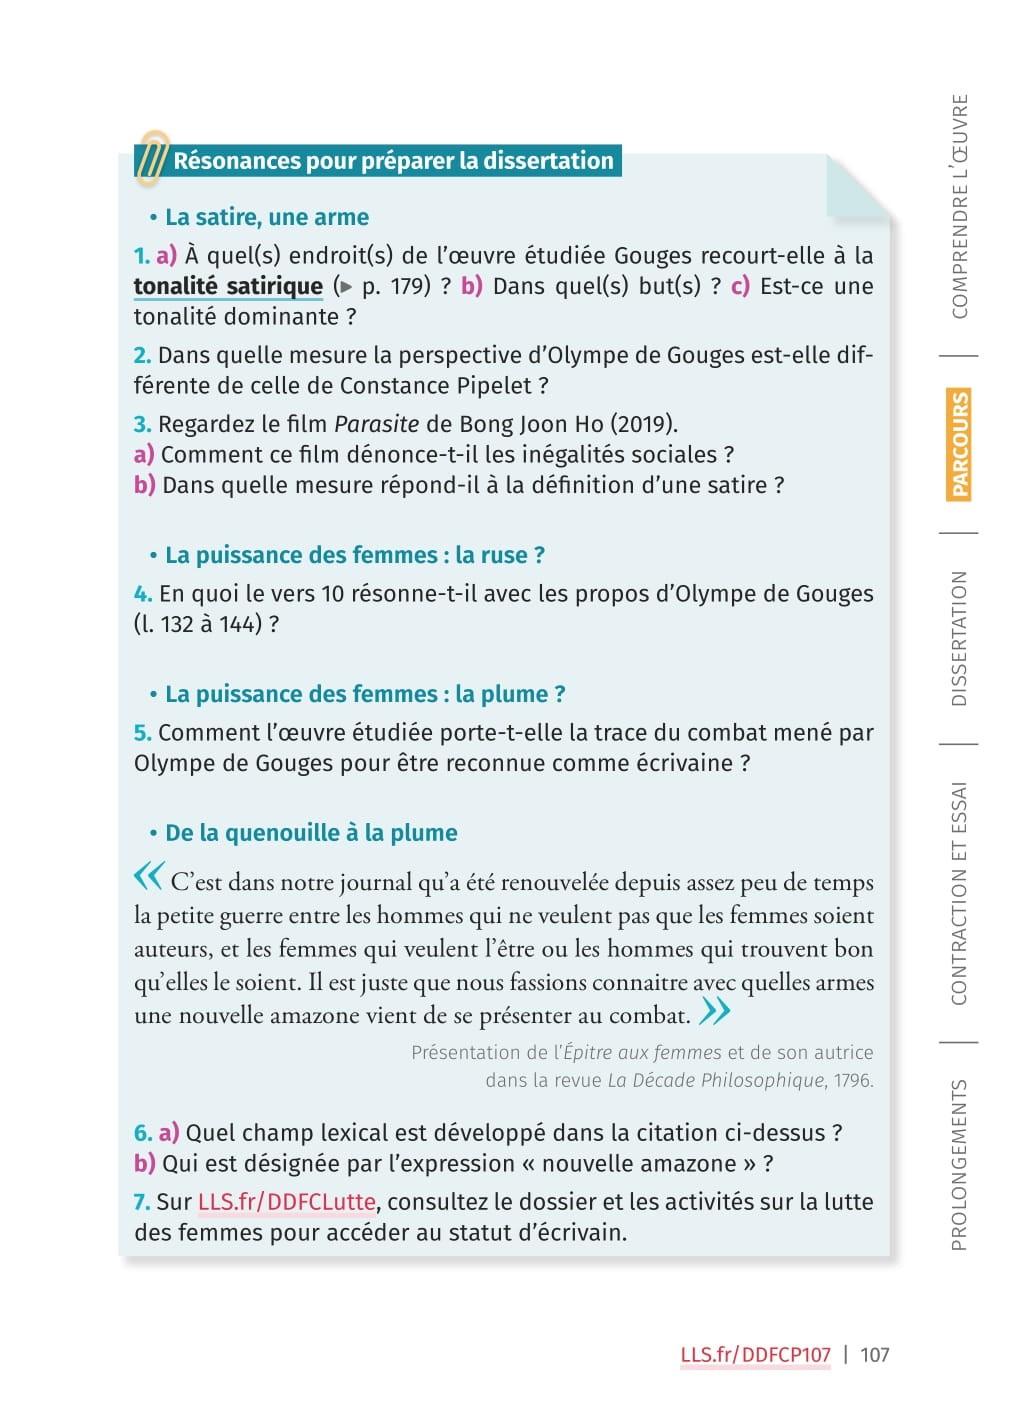 Résonances pour préparer la dissertation
• La satire, une arme
1. a) À quel(s) endroit(s) de l’œuvre étudiée Gouges recourt-elle à la
tonalité satirique (▸ p. 179) ? b) Dans quel(s) but(s) ? c) Est-ce une
tonalité dominante ?
2. Dans quelle mesure la perspective d’Olympe de Gouges est-elle dif-
férente de celle de Constance Pipelet ?
3. Regardez le film Parasite de Bong Joon Ho (2019).
a) Comment ce film dénonce-t-il les inégalités sociales ?
b) Dans quelle mesure répond-il à la définition d’une satire ?
• La puissance des femmes : la ruse ?
4. En quoi le vers 10 résonne-t-il avec les propos d’Olympe de Gouges
(l. 132 à 144) ?
• La puissance des femmes : la plume ?
5. Comment l’œuvre étudiée porte-t-elle la trace du combat mené par
Olympe de Gouges pour être reconnue comme écrivaine ?
• De la quenouille à la plume
« C’est dans notre journal qu’a été renouvelée depuis assez peu de temps
la petite guerre entre les hommes qui ne veulent pas que les femmes soient
auteurs, et les femmes qui veulent l’être ou les hommes qui trouvent bon
qu’elles le soient. Il est juste que nous fassions connaitre avec quelles armes
une nouvelle amazone vient de se présenter au combat. »
Présentation de l’Épitre aux femmes et de son autrice
dans la revue La Décade Philosophique, 1796.
6. a) Quel champ lexical est développé dans la citation ci-dessus ?
b) Qui est désignée par l’expression « nouvelle amazone » ?
7. Sur LLS.fr/DDFCLutte, consultez le dossier et les activités sur la lutte
des femmes pour accéder au statut d’écrivain.
COMPRENDRE L’ŒUVRE
PARCOURS
DISSERTATION
CONTRACTION ET ESSAI
PROLONGEMENTS
LLS.fr/DDFCP107 | 107